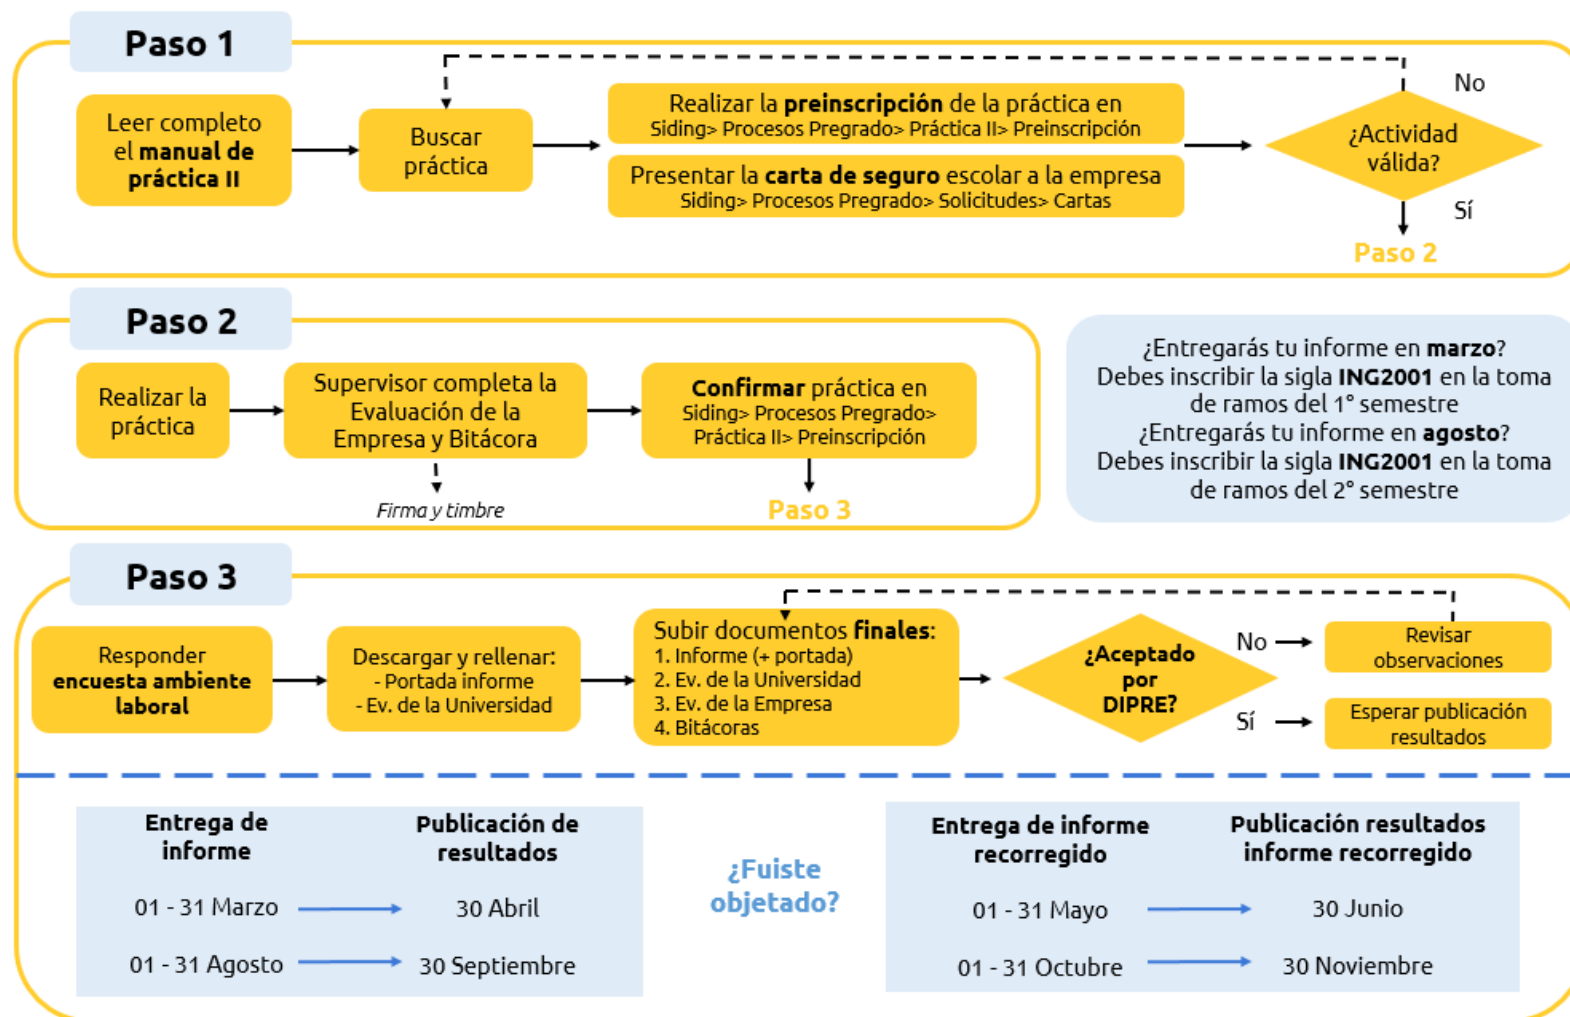 Paso 1
Leer completo
el manual de
práctica II
Buscar
práctica
Realizar la preinscripción de la práctica en
Siding> Procesos Pregrado> Práctica II> Preinscripción
Presentar la carta de seguro escolar a la empresa
Siding> Procesos Pregrado> Solicitudes> Cartas
¿Actividad
válida?
No
Sí
Paso 2
Paso 2
Realizar la
práctica
Supervisor completa la
Evaluación de la
Empresa y Bitácora
Firma y timbre
Confirmar práctica en
Siding> Procesos Pregrado>
Práctica II> Preinscripción
Paso 3
¿Entregarás tu informe en marzo?
Debes inscribir la sigla ING2001 en la toma
de ramos del 1° semestre
¿Entregarás tu informe en agosto?
Debes inscribir la sigla ING2001 en la toma
de ramos del 2° semestre
Paso 3
Responder
encuesta ambiente
laboral
Descargar y rellenar:
- Portada informe
- Ev. de la Universidad
Subir documentos finales:
1. Informe (+ portada)
2. Ev. de la Universidad
3. Ev. de la Empresa
4. Bitácoras
¿Aceptado
por
DIPRE?
No
Revisar
observaciones
Sí
Esperar publicación
resultados
Entrega de
informe
Publicación de
resultados
01 - 31 Marzo
30 Abril
01 - 31 Agosto
30 Septiembre
¿Fuiste
objetado?
Entrega de informe
recorregido
Publicación resultados
informe recorregido
01 - 31 Mayo
30 Junio
01 - 31 Octubre
30 Noviembre